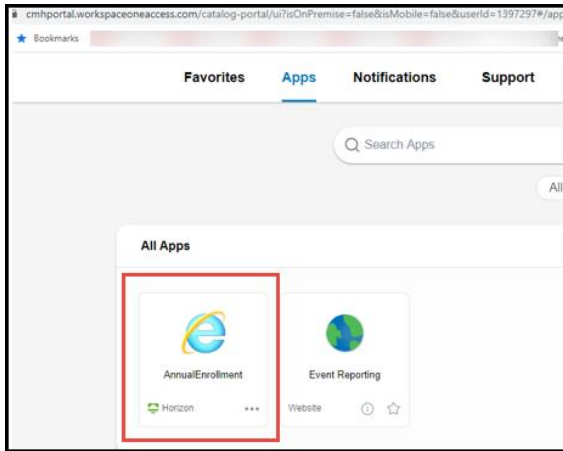 cmhportal.workspaceoneaccess.com/catalog-portal/ui?isOnPremise=false&isMobile=false&userId=1397297#/app
Bookmarks
Favorites Apps Notifications Support
Search Apps
All
All Apps
AnnualEnrollment Event Reporting
Horizon ... Website